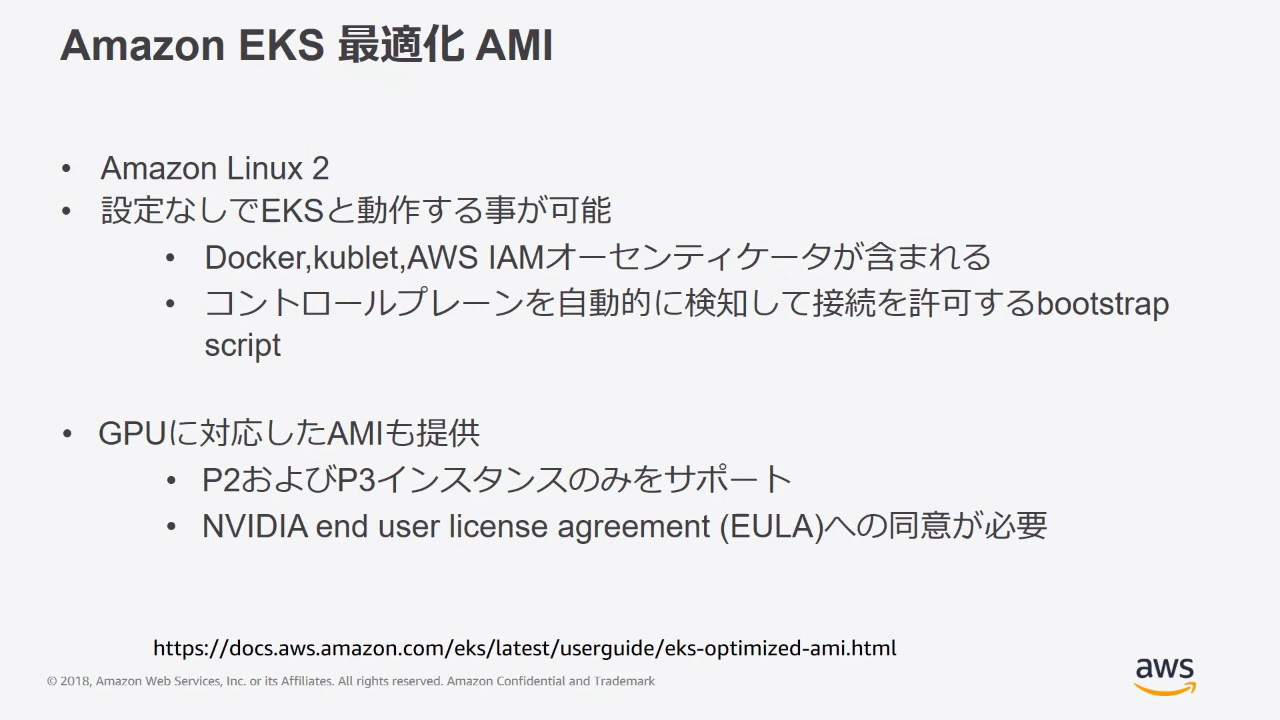 Amazon EKS 最適化 AMI
• Amazon Linux 2
• 設定なしでEKSと動作する事が可能
• Docker,kublet,AWS IAMオーセンティケータが含まれる
• コントロールプレーンを自動的に検知して接続を許可するbootstrap
script
• GPUに対応したAMIも提供
• P2およびP3インスタンスのみをサポート
• NVIDIA end user license agreement (EULA)への同意が必要
https://docs.aws.amazon.com/eks/latest/userguide/eks-optimized-ami.html
© 2018, Amazon Web Services, Inc. or its Affiliates. All rights reserved. Amazon Confidential and Trademark
aws